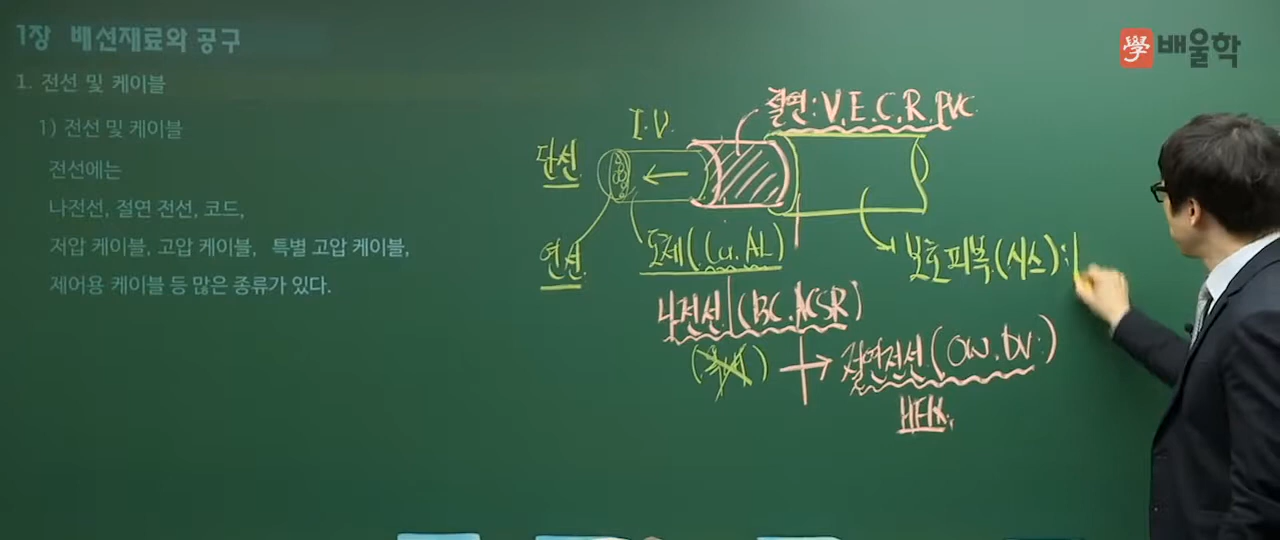 1장 배선재료와 공구
學 배울학
1. 전선 및 케이블
1) 전선 및 케이블
전선에는
나전선, 절연 전선, 코드,
저압 케이블, 고압 케이블, 특별 고압 케이블,
제어용 케이블 등 많은 종류가 있다.
절연: V. E. C. R. PVC
I.V.
단선
연선
도체(Cu. AL)
보호피복(시스):
나전선(BC. ACSR)
절연전선(OW. DV.)
HFIX.